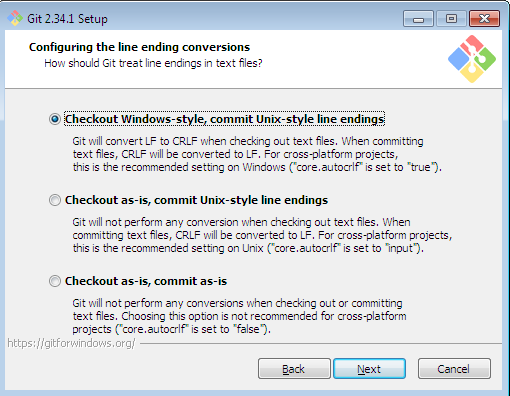 Git 2.34.1 Setup
Configuring the line ending conversions
How should Git treat line endings in text files?
Checkout Windows-style, commit Unix-style line endings
Git will convert LF to CRLF when checking out text files. When committing
text files, CRLF will be converted to LF. For cross-platform projects,
this is the recommended setting on Windows ("core.autocrlf" is set to "true").
Checkout as-is, commit Unix-style line endings
Git will not perform any conversion when checking out text files. When
committing text files, CRLF will be converted to LF. For cross-platform projects,
this is the recommended setting on Unix ("core.autocrlf" is set to "input").
Checkout as-is, commit as-is
Git will not perform any conversions when checking out or committing
text files. Choosing this option is not recommended for cross-platform
projects ("core.autocrlf" is set to "false").
https://gitforwindows.org/
Back
Next
Cancel